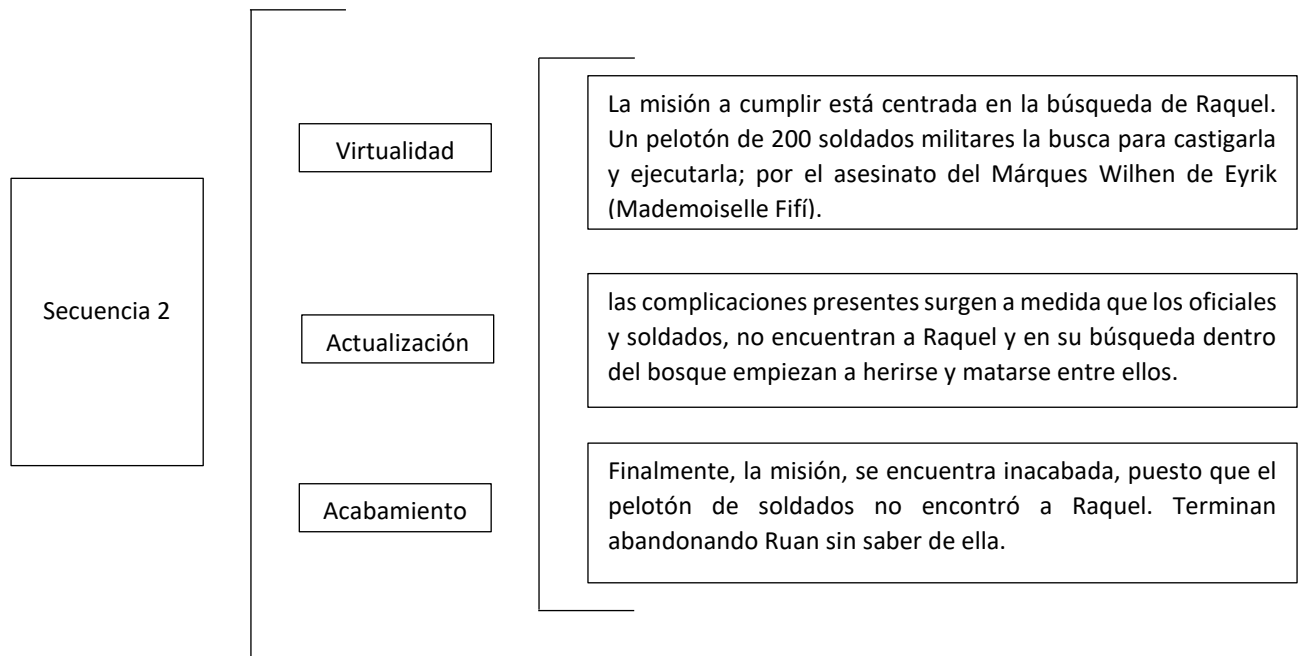 Secuencia 2
Virtualidad
La misión a cumplir está centrada en la búsqueda de Raquel.
Un pelotón de 200 soldados militares la busca para castigarla
y ejecutarla; por el asesinato del Márques Wilhen de Eyrik
(Mademoiselle Fifí).
Actualización
las complicaciones presentes surgen a medida que los oficiales
y soldados, no encuentran a Raquel y en su búsqueda dentro
del bosque empiezan a herirse y matarse entre ellos.
Acabamiento
Finalmente, la misión, se encuentra inacabada, puesto que el
pelotón de soldados no encontró a Raquel. Terminan
abandonando Ruan sin saber de ella.